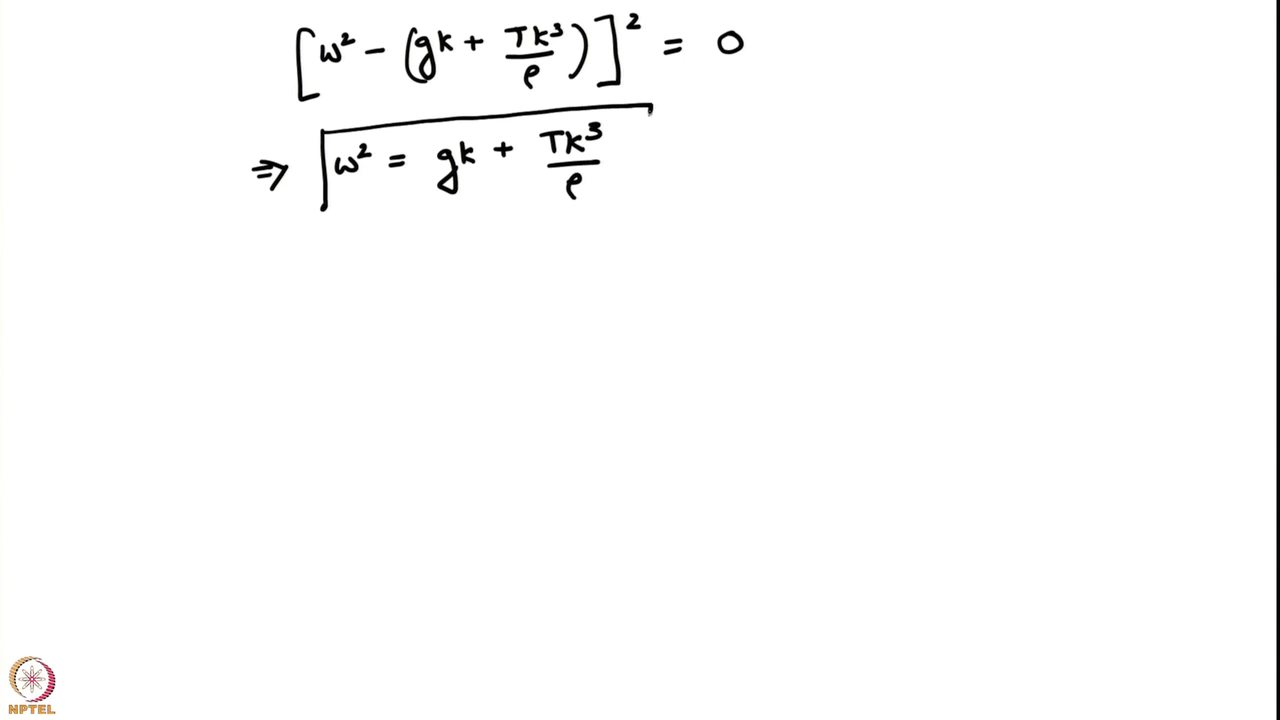 [ω² − (gk + Tk³/ρ)]² = 0
⇒ ω² = gk + Tk³/ρ
NPTEL